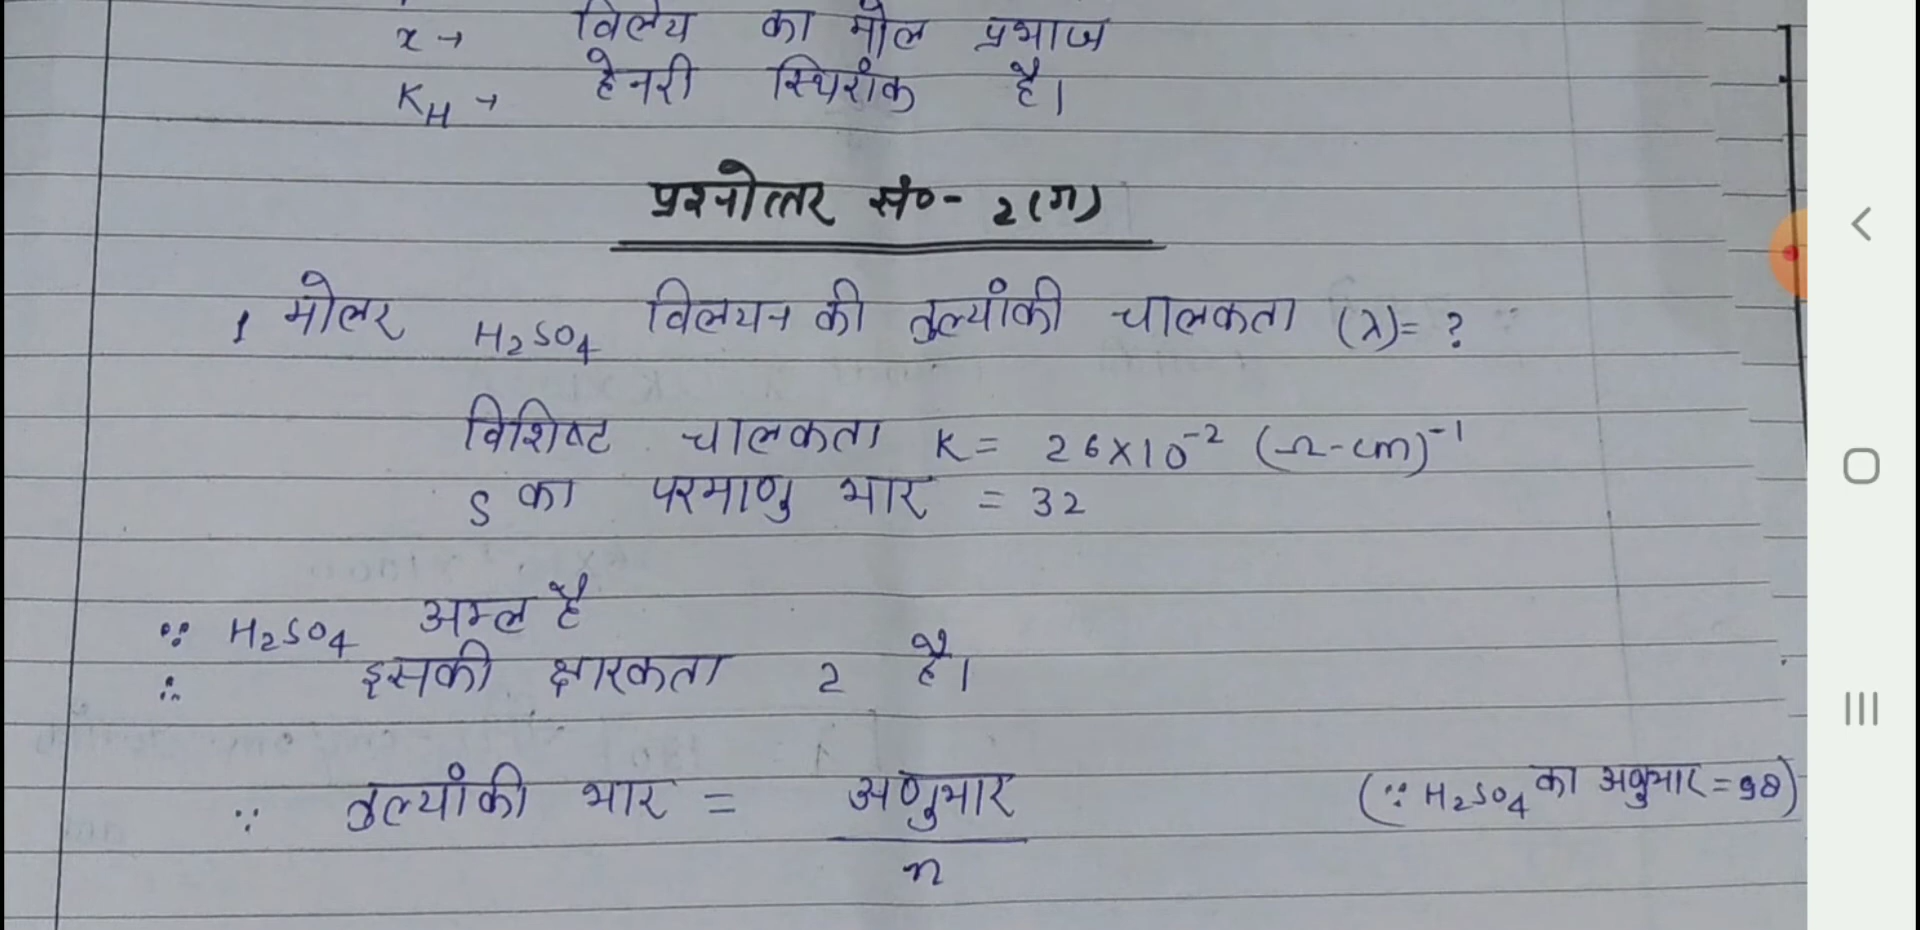 x → विलेय का मोल प्रभाज
KH → हेनरी स्थिरांक है।
प्रश्नोत्तर सं०- 2(ग)
1 मोलर H2SO4 विलयन की तुल्यांकी चालकता (λ)= ?
विशिष्ट चालकता K = 26×10⁻² (Ω-cm)⁻¹
S का परमाणु भार = 32
∵ H2SO4 अम्ल है
∴ इसकी क्षारकता 2 है।
∵ तुल्यांकी भार = अणुभार (∵ H2SO4 का अणुभार = 98)
n